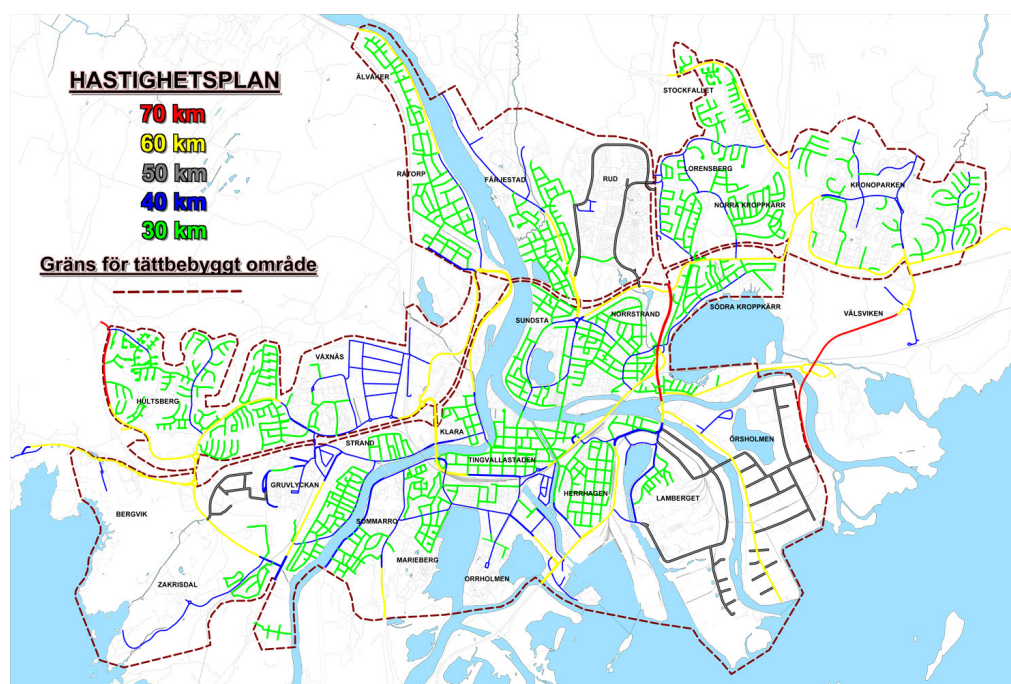 HASTIGHETSPLAN
70 km
60 km
50 km
40 km
30 km
Gräns för tättbebyggt område
ÄLVÅKER
STOCKFALLET
RÅTORP
FÄRJESTAD
RUD
LORENSBERG
KRONOPARKEN
NORRA KROPPKÄRR
SUNDSTA
NORRSTRAND
SÖDRA KROPPKÄRR
VÄLSVIKEN
VÄXNÄS
HULTSBERG
KLARA
STRAND
TINGVALLASTADEN
ÖRSHOLMEN
GRUVLYCKAN
HERRHAGEN
LAMBERGET
BERGVIK
SOMMARRO
MARIEBERG
ORRHOLMEN
ZAKRISDAL